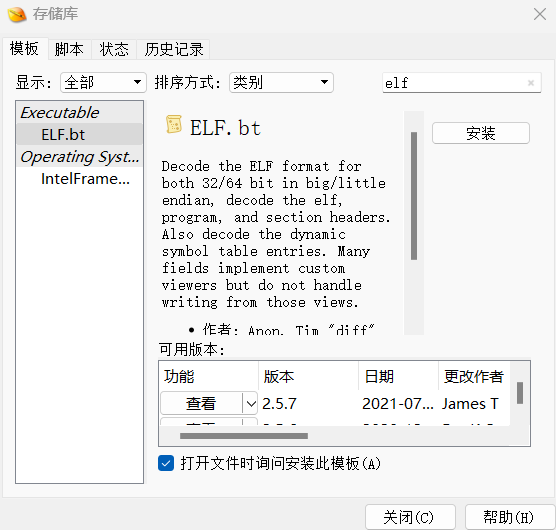 存储库
模板 脚本 状态 历史记录
显示: 全部 排序方式: 类别 elf
Executable
ELF.bt
Operating Syst...
IntelFrame...
ELF.bt
安装
Decode the ELF format for
both 32/64 bit in big/little
endian, decode the elf,
program, and section headers.
Also decode the dynamic
symbol table entries. Many
fields implement custom
viewers but do not handle
writing from those views.
• 作者: Anon, Tim "diff"
可用版本:
功能 版本 日期 更改作者
查看 2.5.7 2021-07... James T
打开文件时询问安装此模板(A)
关闭(C) 帮助(H)